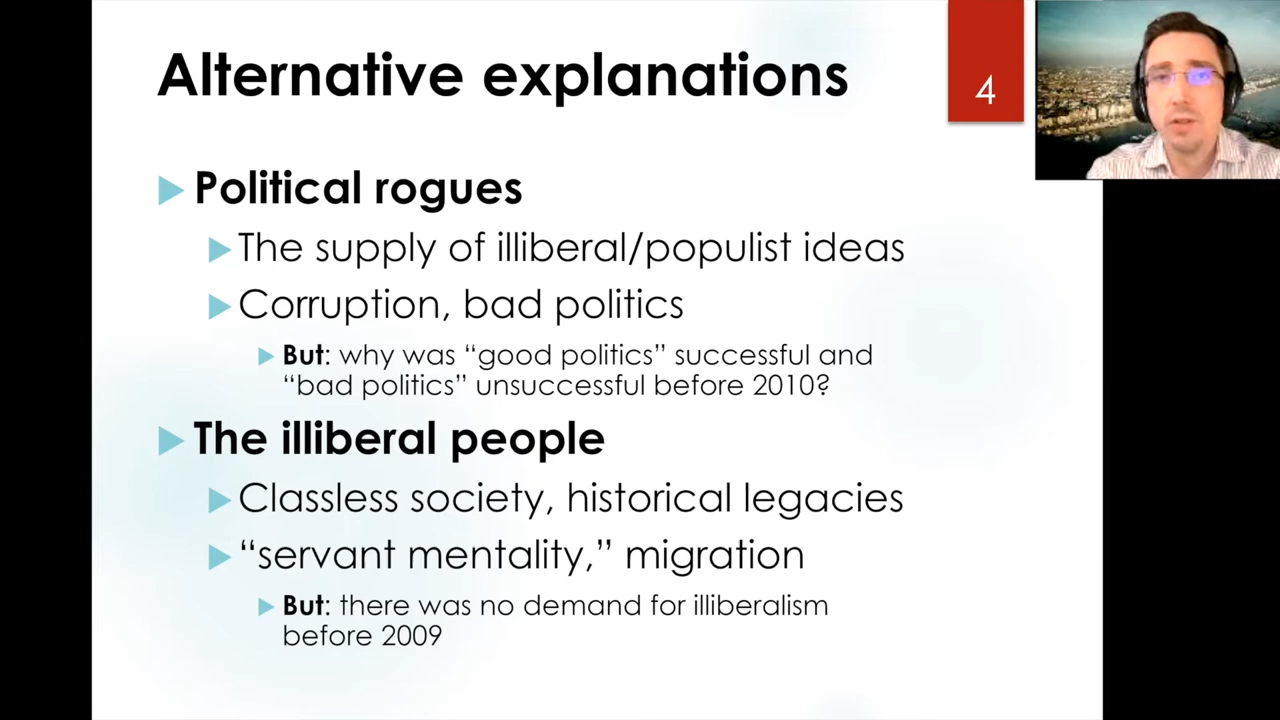 Alternative explanations
4
Political rogues
The supply of illiberal/populist ideas
Corruption, bad politics
But: why was “good politics” successful and
“bad politics” unsuccessful before 2010?
The illiberal people
Classless society, historical legacies
“servant mentality,” migration
But: there was no demand for illiberalism
before 2009